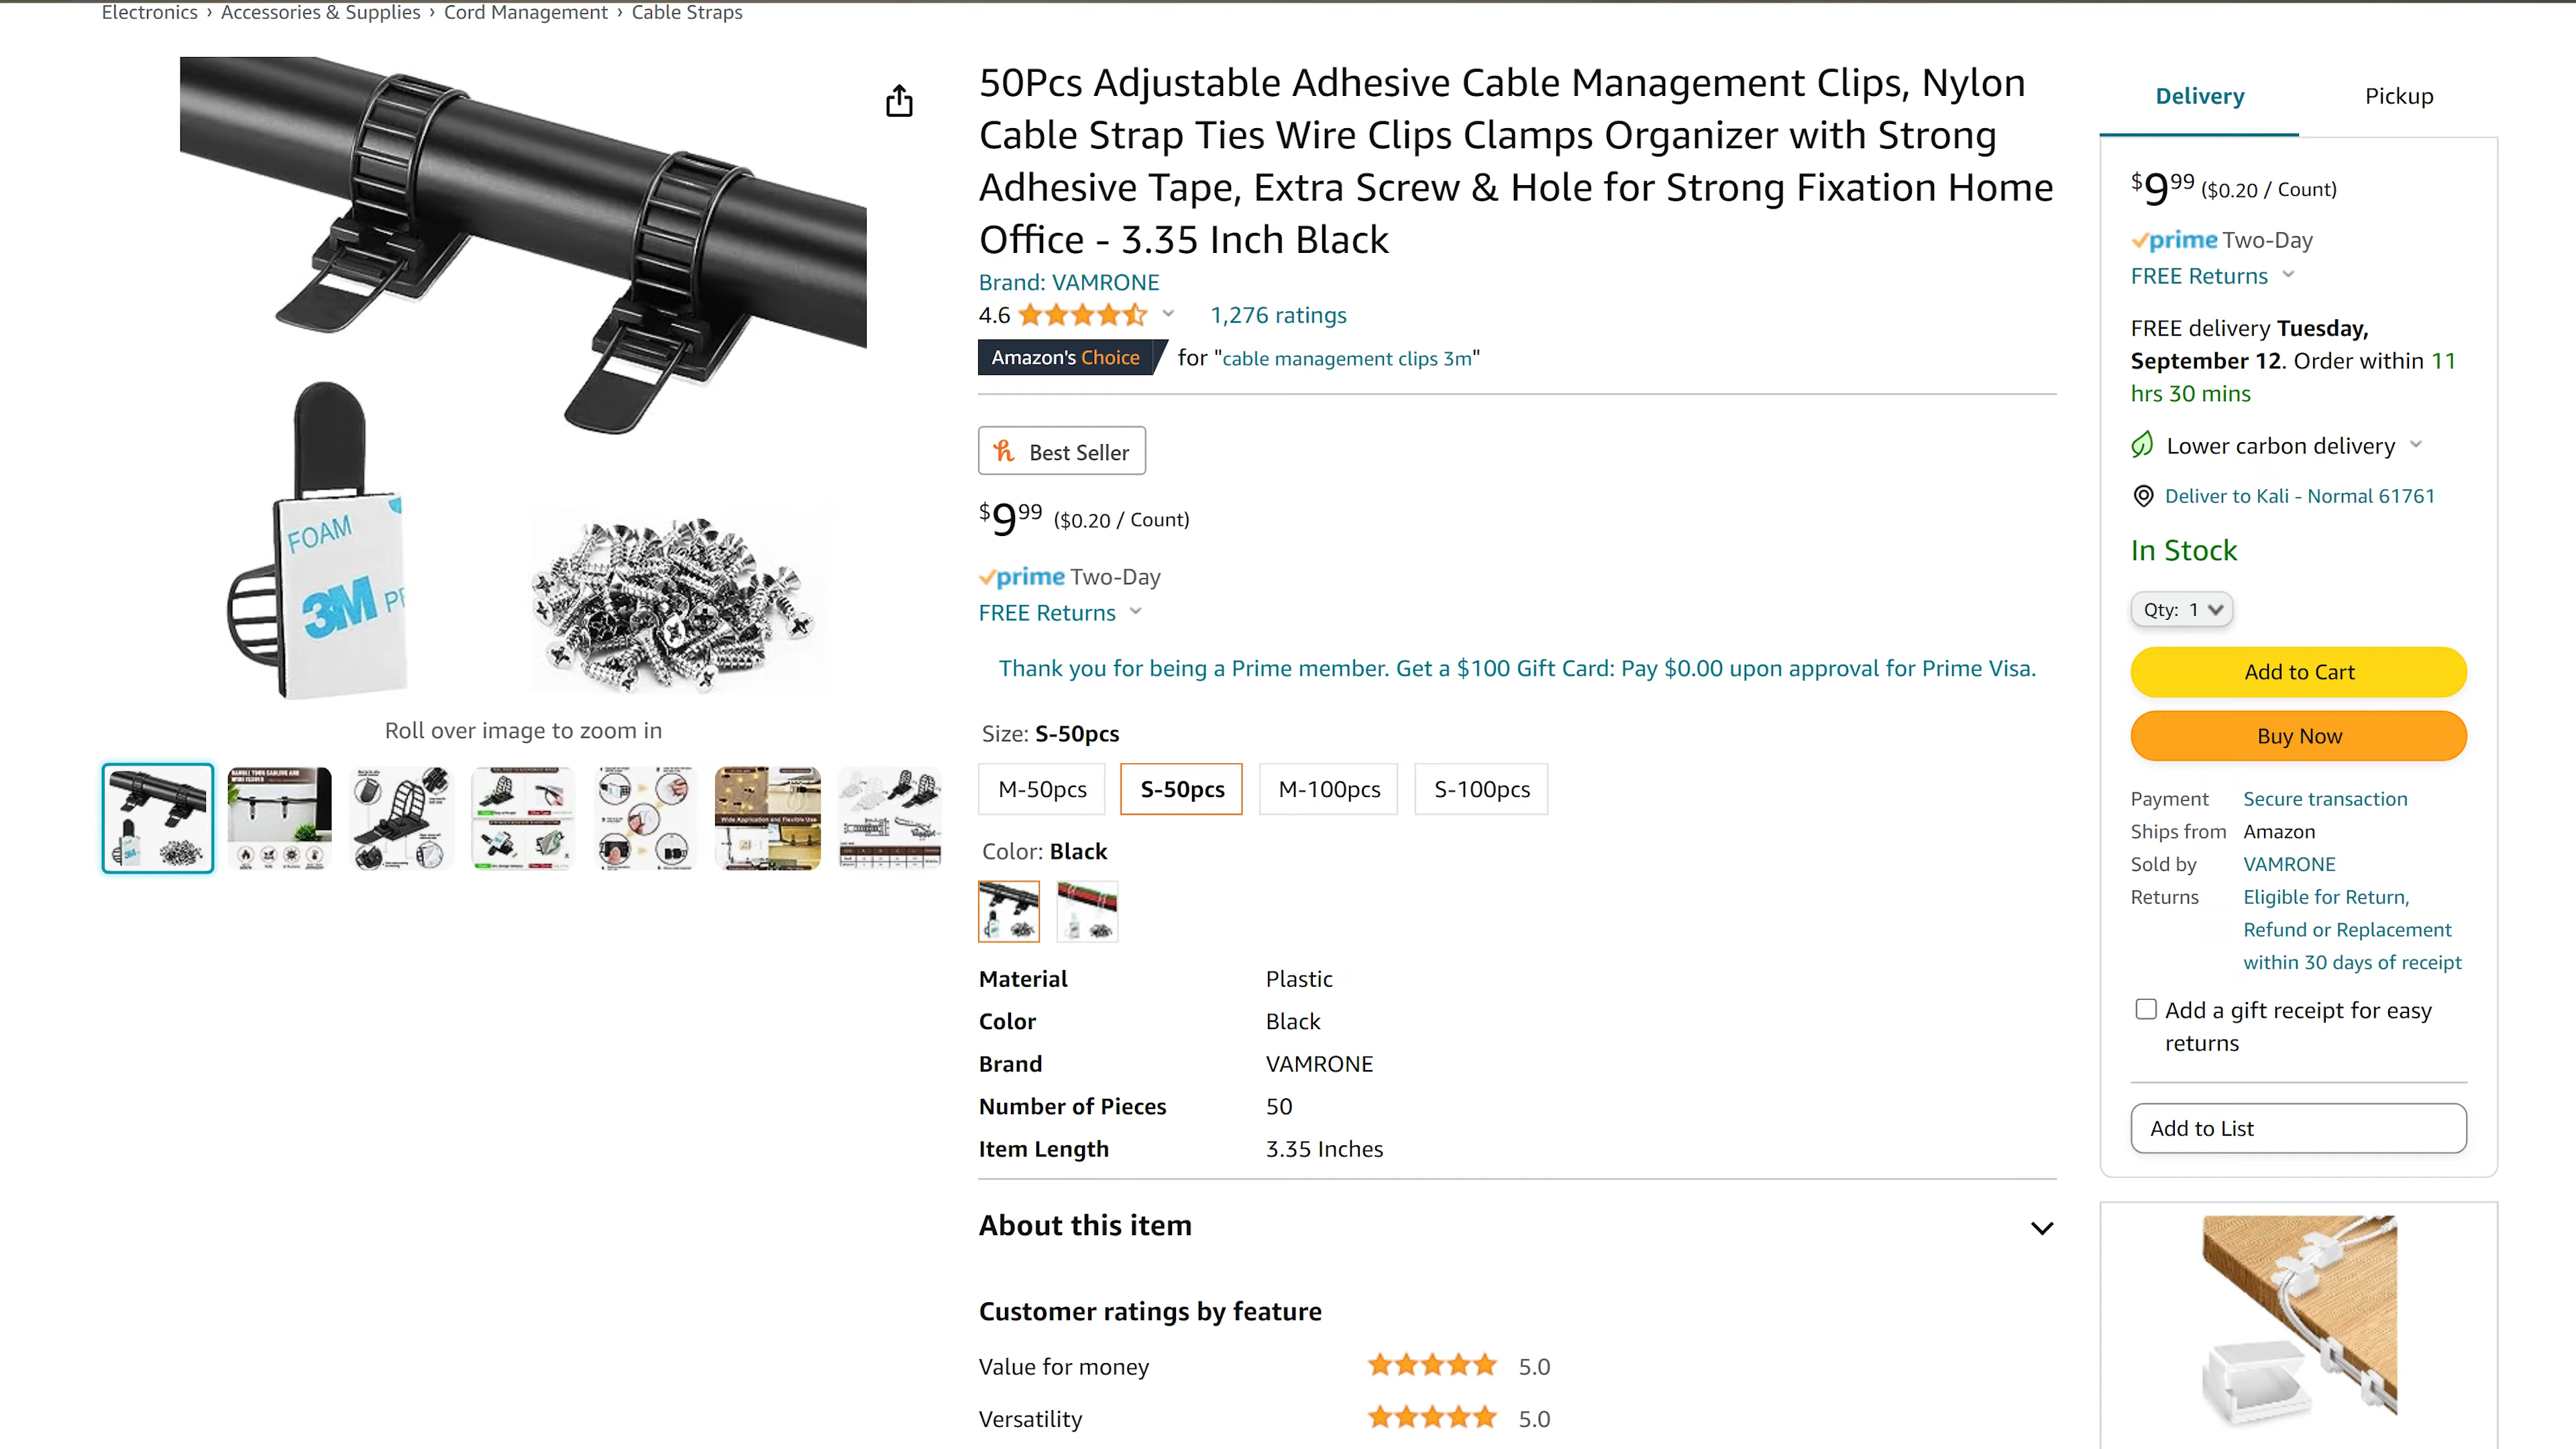 Electronics › Accessories & Supplies › Cord Management › Cable Straps
FOAM
3M
Roll over image to zoom in
50Pcs Adjustable Adhesive Cable Management Clips, Nylon
Cable Strap Ties Wire Clips Clamps Organizer with Strong
Adhesive Tape, Extra Screw & Hole for Strong Fixation Home
Office - 3.35 Inch Black
Brand: VAMRONE
4.6 1,276 ratings
Amazon's Choice for "cable management clips 3m"
Best Seller
$9.99 ($0.20 / Count)
prime Two-Day
FREE Returns
Thank you for being a Prime member. Get a $100 Gift Card: Pay $0.00 upon approval for Prime Visa.
Size: S-50pcs
M-50pcs S-50pcs M-100pcs S-100pcs
Color: Black
Material Plastic
Color Black
Brand VAMRONE
Number of Pieces 50
Item Length 3.35 Inches
About this item
Customer ratings by feature
Value for money 5.0
Versatility 5.0
Delivery Pickup
$9.99 ($0.20 / Count)
prime Two-Day
FREE Returns
FREE delivery Tuesday,
September 12. Order within 11
hrs 30 mins
Lower carbon delivery
Deliver to Kali - Normal 61761
In Stock
Qty: 1
Add to Cart
Buy Now
Payment Secure transaction
Ships from Amazon
Sold by VAMRONE
Returns Eligible for Return,
Refund or Replacement
within 30 days of receipt
Add a gift receipt for easy
returns
Add to List